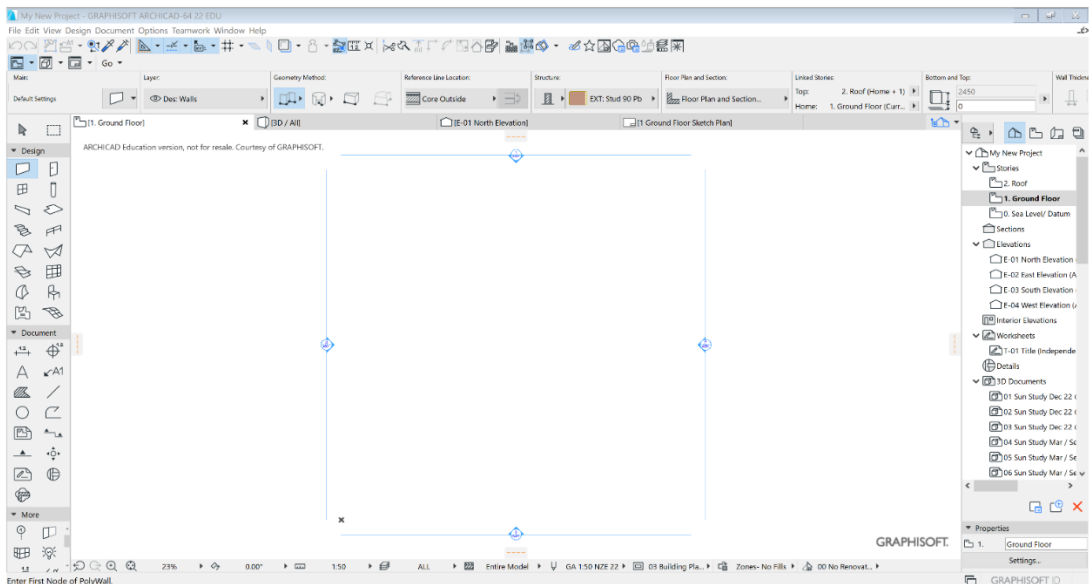 My New Project - GRAPHISOFT ARCHICAD-64 22 EDU
File Edit View Design Document Options Teamwork Window Help
Go
Main:
Layer:
Geometry Method:
Reference Line Location:
Structure:
Floor Plan and Section:
Linked Stories:
Bottom and Top:
Wall Thickn
Default Settings
Des: Walls
Core Outside
EXT: Stud 90 Pb
Floor Plan and Section...
Top: 2. Roof (Home + 1)
Home: 1. Ground Floor (Curr...
2450
0
[1. Ground Floor]
[3D / All]
[E-01 North Elevation]
[1 Ground Floor Sketch Plan]
ARCHICAD Education version, not for resale. Courtesy of GRAPHISOFT.
Design
Document
A1
More
My New Project
Stories
2. Roof
1. Ground Floor
0. Sea Level/ Datum
Sections
Elevations
E-01 North Elevation
E-02 East Elevation (A
E-03 South Elevation
E-04 West Elevation (A
Interior Elevations
Worksheets
T-01 Title (Independe
Details
3D Documents
01 Sun Study Dec 22
02 Sun Study Dec 22
03 Sun Study Dec 22
04 Sun Study Mar / Se
05 Sun Study Mar / Se
06 Sun Study Mar / Se
GRAPHISOFT.
Properties
1. Ground Floor
Settings...
23%
0.00°
1:50
ALL
Entire Model
GA 1:50 NZE 22
03 Building Pla...
Zones- No Fills
00 No Renovat...
Enter First Node of PolyWall.
GRAPHISOFT ID